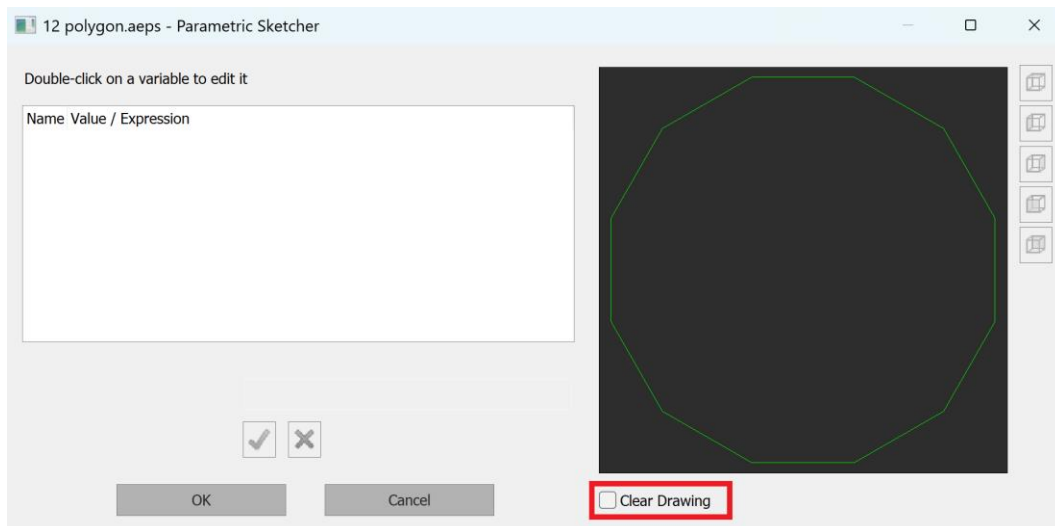 12 polygon.aeps - Parametric Sketcher
Double-click on a variable to edit it
Name Value / Expression
OK
Cancel
Clear Drawing